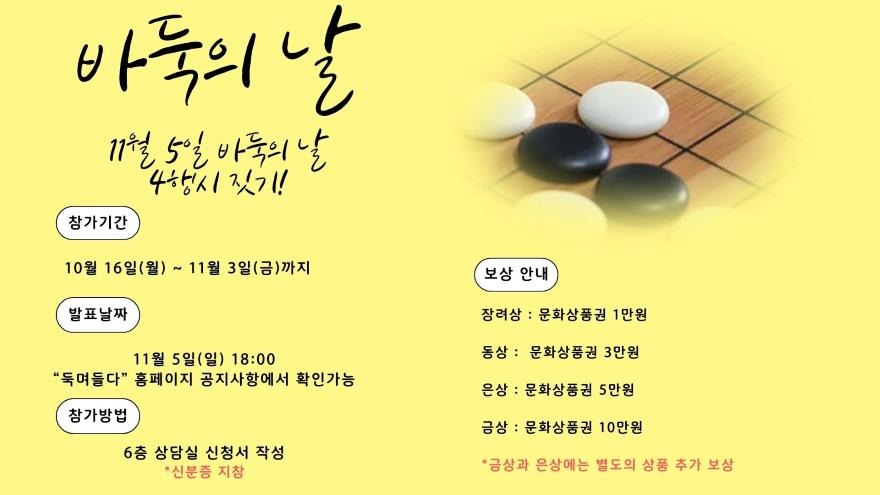 바둑의 날
11월 5일 바둑의 날
4행시 짓기!
참가기간
10월 16일(월) ~ 11월 3일(금)까지
발표날짜
11월 5일(일) 18:00
“둑며들다” 홈페이지 공지사항에서 확인가능
참가방법
6층 상담실 신청서 작성
*신분증 지참
보상 안내
장려상 : 문화상품권 1만원
동상 : 문화상품권 3만원
은상 : 문화상품권 5만원
금상 : 문화상품권 10만원
*금상과 은상에는 별도의 상품 추가 보상